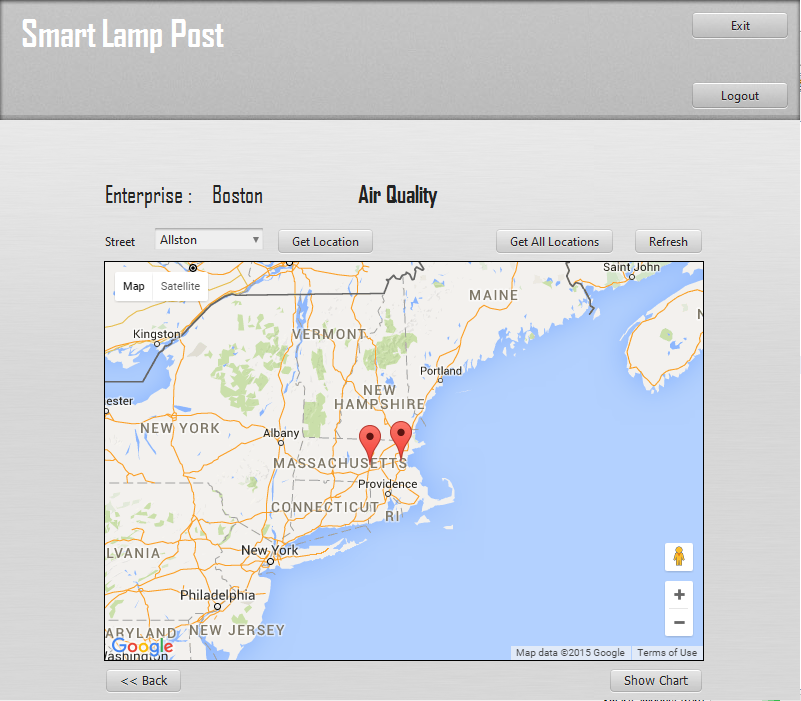 Smart Lamp Post
Exit
Logout
Enterprise : Boston
Air Quality
Street
Allston
Get Location
Get All Locations
Refresh
Map
Satellite
Saint John
MAINE
Kingston
VERMONT
Portland
ester
NEW
HAMPSHIRE
NEW YORK
Albany
MASSACHUSETTS
Providence
CONNECTICUT
RI
LVANIA
New York
Philadelphia
ARYLAND
NEW JERSEY
Google
Washington
+
−
Map data ©2015 Google
Terms of Use
<< Back
Show Chart